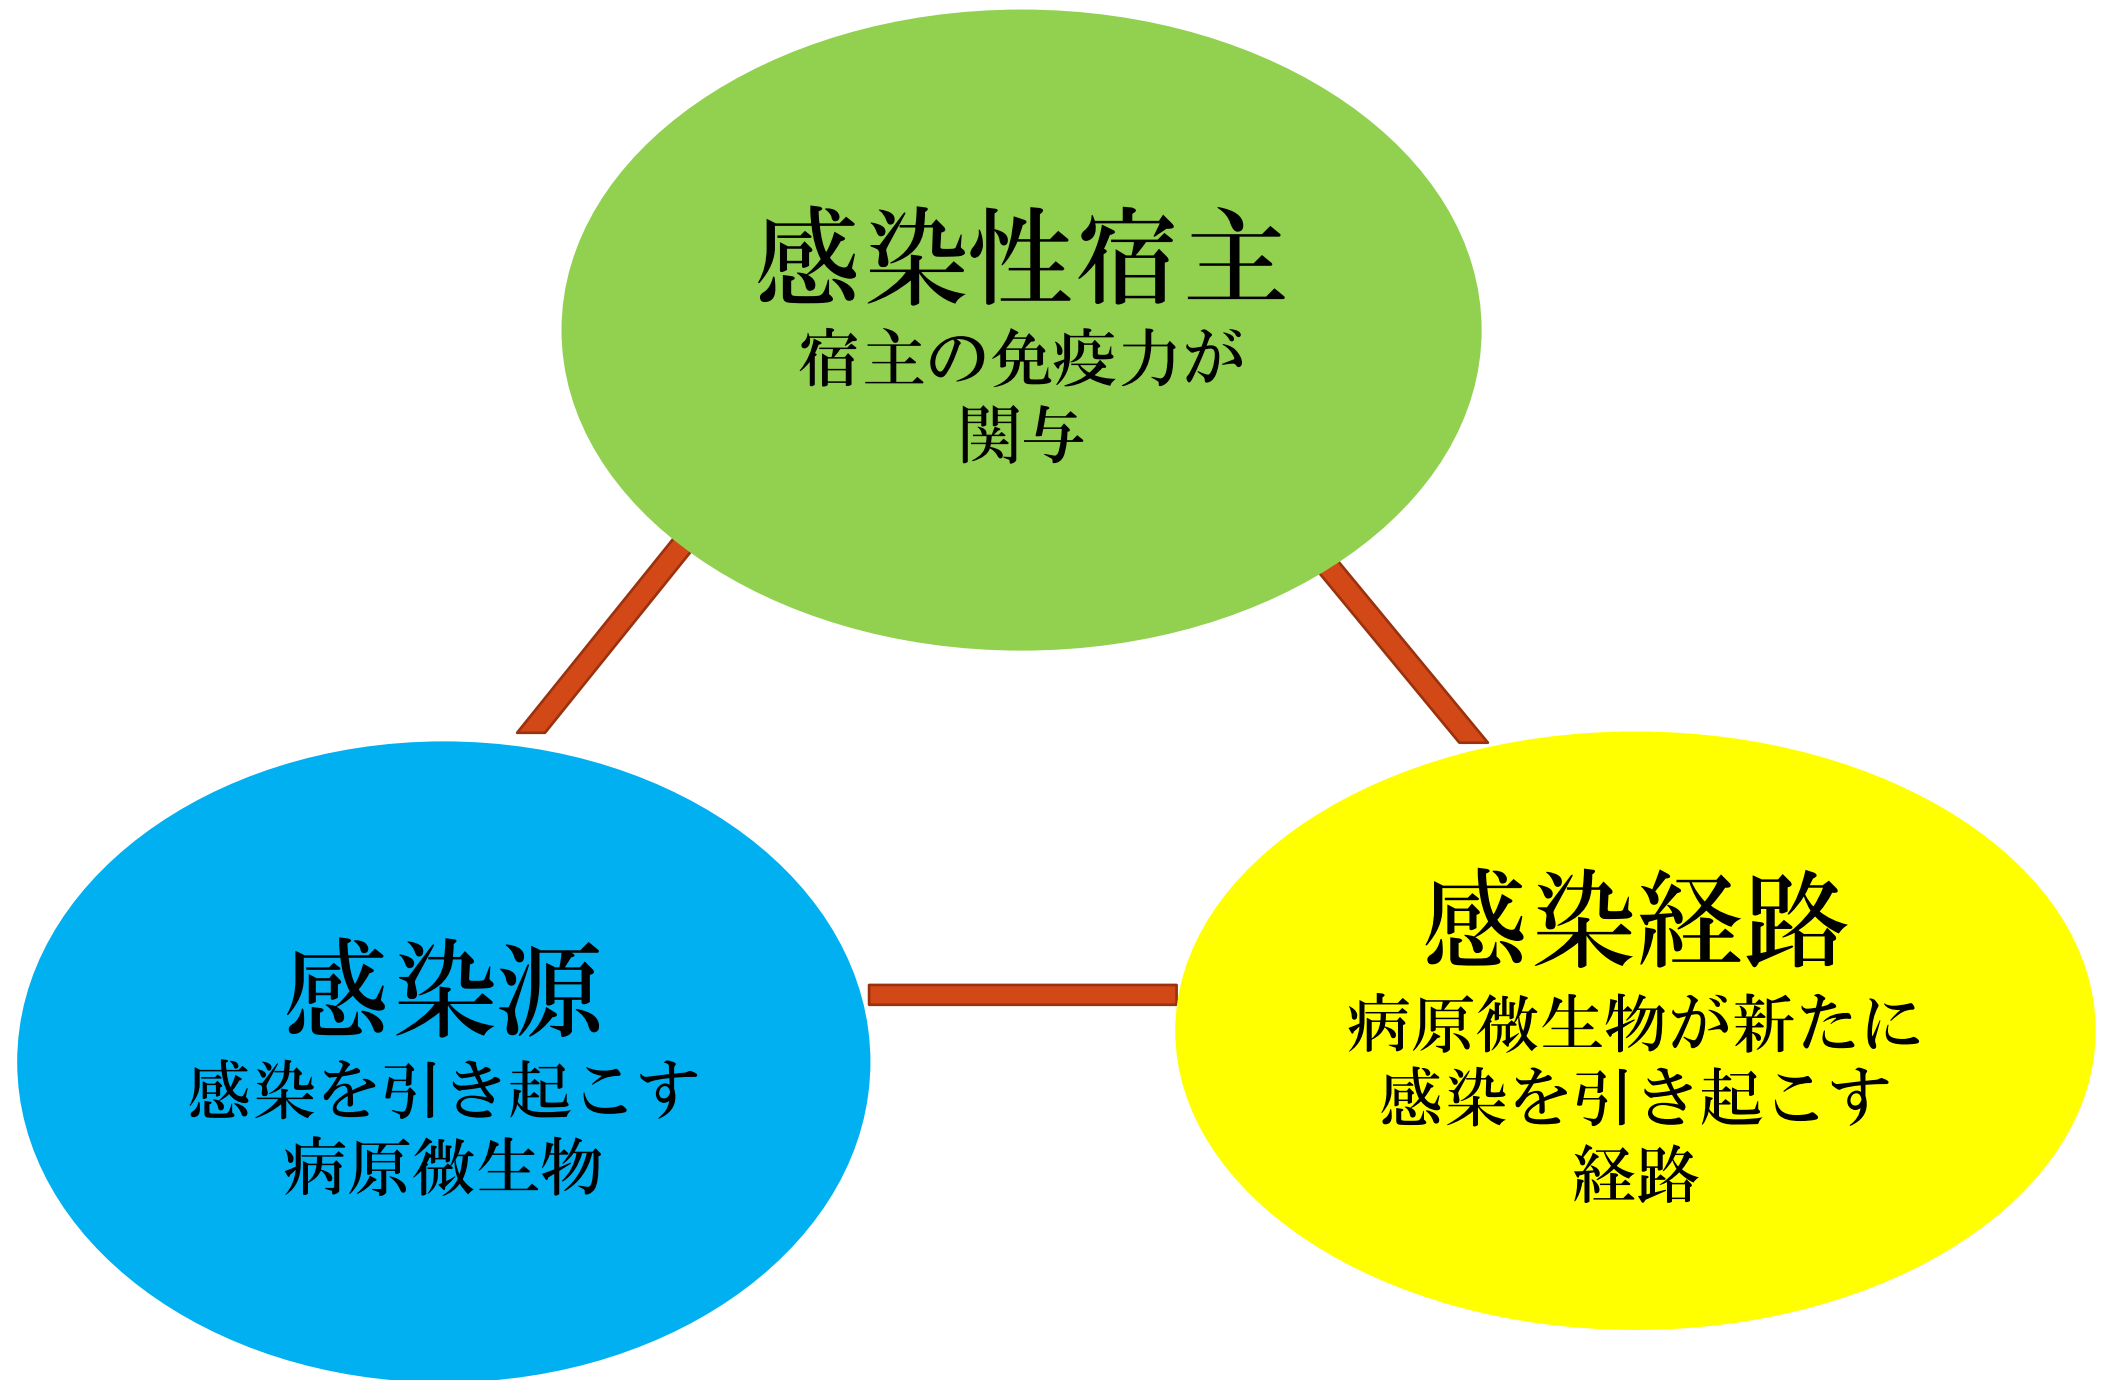 感染性宿主
宿主の免疫力が
関与
感染源
感染を引き起こす
病原微生物
感染経路
病原微生物が新たに
感染を引き起こす
経路